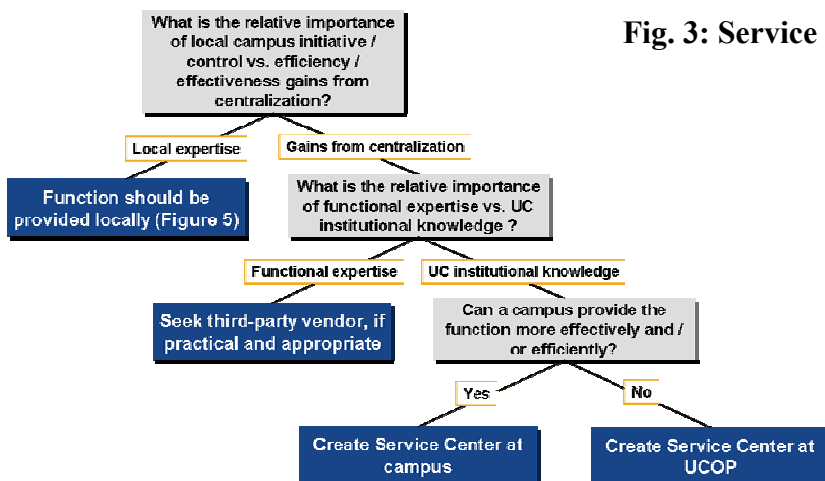 Fig. 3: Service
What is the relative importance
of local campus initiative /
control vs. efficiency /
effectiveness gains from
centralization?
Local expertise
Gains from centralization
Function should be
provided locally (Figure 5)
What is the relative importance
of functional expertise vs. UC
institutional knowledge ?
Functional expertise
UC institutional knowledge
Seek third-party vendor, if
practical and appropriate
Can a campus provide the
function more effectively and /
or efficiently?
Yes
No
Create Service Center at
campus
Create Service Center at
UCOP